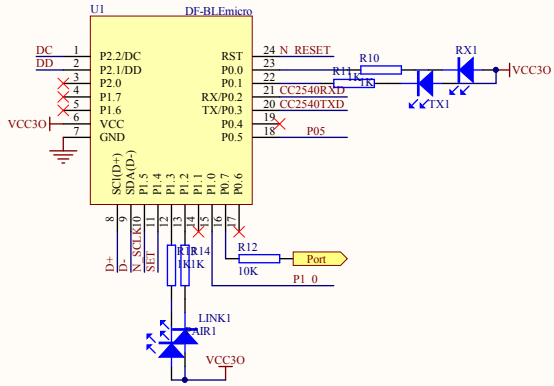 U1
DF-BLEmicro
DC 1 P2.2/DC
DD 2 P2.1/DD
3 P2.0
4 P1.7
5 P1.6
VCC3O 6 VCC
7 GND
RST 24 N_RESET
P0.0 23 R10 RX1
P0.1 22 R11 1K 1K TX1 VCC3O
RX/P0.2 21 CC2540RXD
TX/P0.3 20 CC2540TXD
P0.4 19
P0.5 18 P05
SCl(D+) 8 D+
SDA(D-) 9 D-
P1.5 10 N_SCLK
P1.4 11 SET
P1.3 12
P1.2 13
P1.1 14
P1.0 15
P0.7 16
P0.6 17
R14
1K 1K
R12
10K
Port
P1_0
LINK1
PAIR1
VCC3O